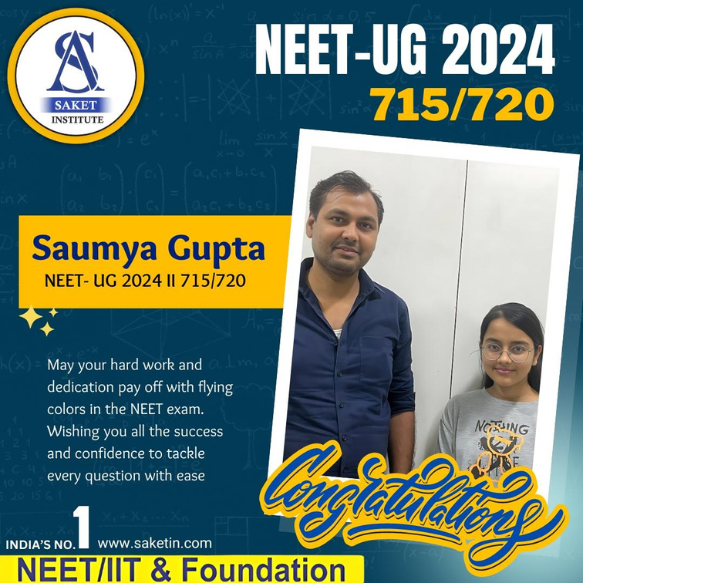 SAKET
INSTITUTE
NEET-UG 2024
715/720
Saumya Gupta
NEET- UG 2024 II 715/720
May your hard work and
dedication pay off with flying
colors in the NEET exam.
Wishing you all the success
and confidence to tackle
every question with ease
NOTHING
Congratulations
INDIA'S NO. 1 www.saketin.com
NEET/IIT & Foundation